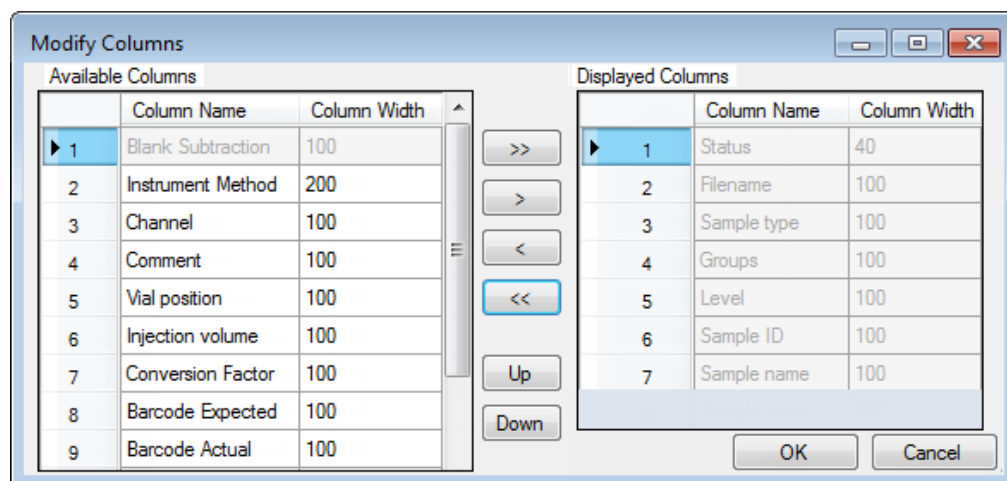 Modify Columns
Available Columns
Column Name Column Width
1 Blank Subtraction 100
2 Instrument Method 200
3 Channel 100
4 Comment 100
5 Vial position 100
6 Injection volume 100
7 Conversion Factor 100
8 Barcode Expected 100
9 Barcode Actual 100
>>
>
<
<<
Up
Down
Displayed Columns
Column Name Column Width
1 Status 40
2 Filename 100
3 Sample type 100
4 Groups 100
5 Level 100
6 Sample ID 100
7 Sample name 100
OK Cancel